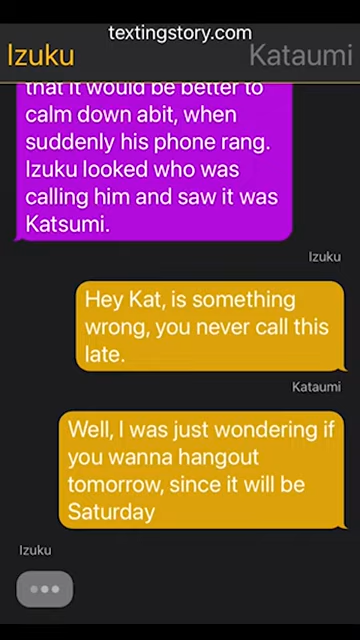 textingstory.com
Izuku
Kataumi
that it would be better to
calm down abit, when
suddenly his phone rang.
Izuku looked who was
calling him and saw it was
Katsumi.
Izuku
Hey Kat, is something
wrong, you never call this
late.
Kataumi
Well, I was just wondering if
you wanna hangout
tomorrow, since it will be
Saturday
Izuku